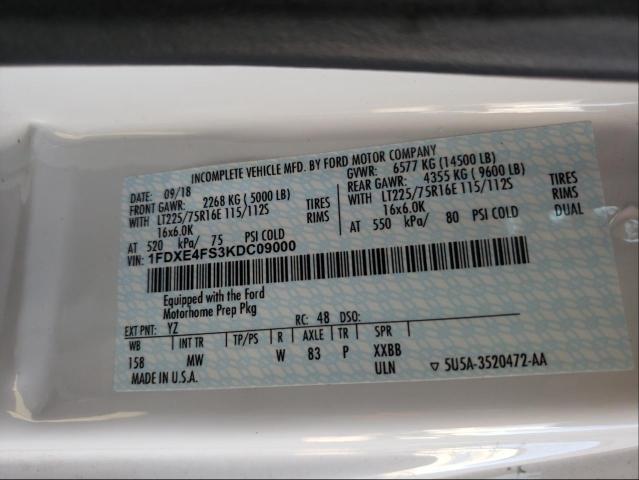 INCOMPLETE VEHICLE MFD. BY FORD MOTOR COMPANY
DATE: 09/18 GVWR: 6577 KG (14500 LB)
FRONT GAWR: 2268 KG ( 5000 LB) REAR GAWR: 4355 KG ( 9600 LB)
WITH LT225/75R16E 115/112S TIRES WITH LT225/75R16E 115/112S TIRES
16x6.0K RIMS 16x6.0K RIMS
AT 520 kPa/ 75 PSI COLD AT 550 kPa/ 80 PSI COLD DUAL
VIN: 1FDXE4FS3KDC09000
Equipped with the Ford
Motorhome Prep Pkg
EXT PNT: YZ RC: 48 DSO:
WB INT TR TP/PS R AXLE TR SPR
158 MW W 83 P XXBB
MADE IN U.S.A. ULN ▽ 5U5A-3520472-AA